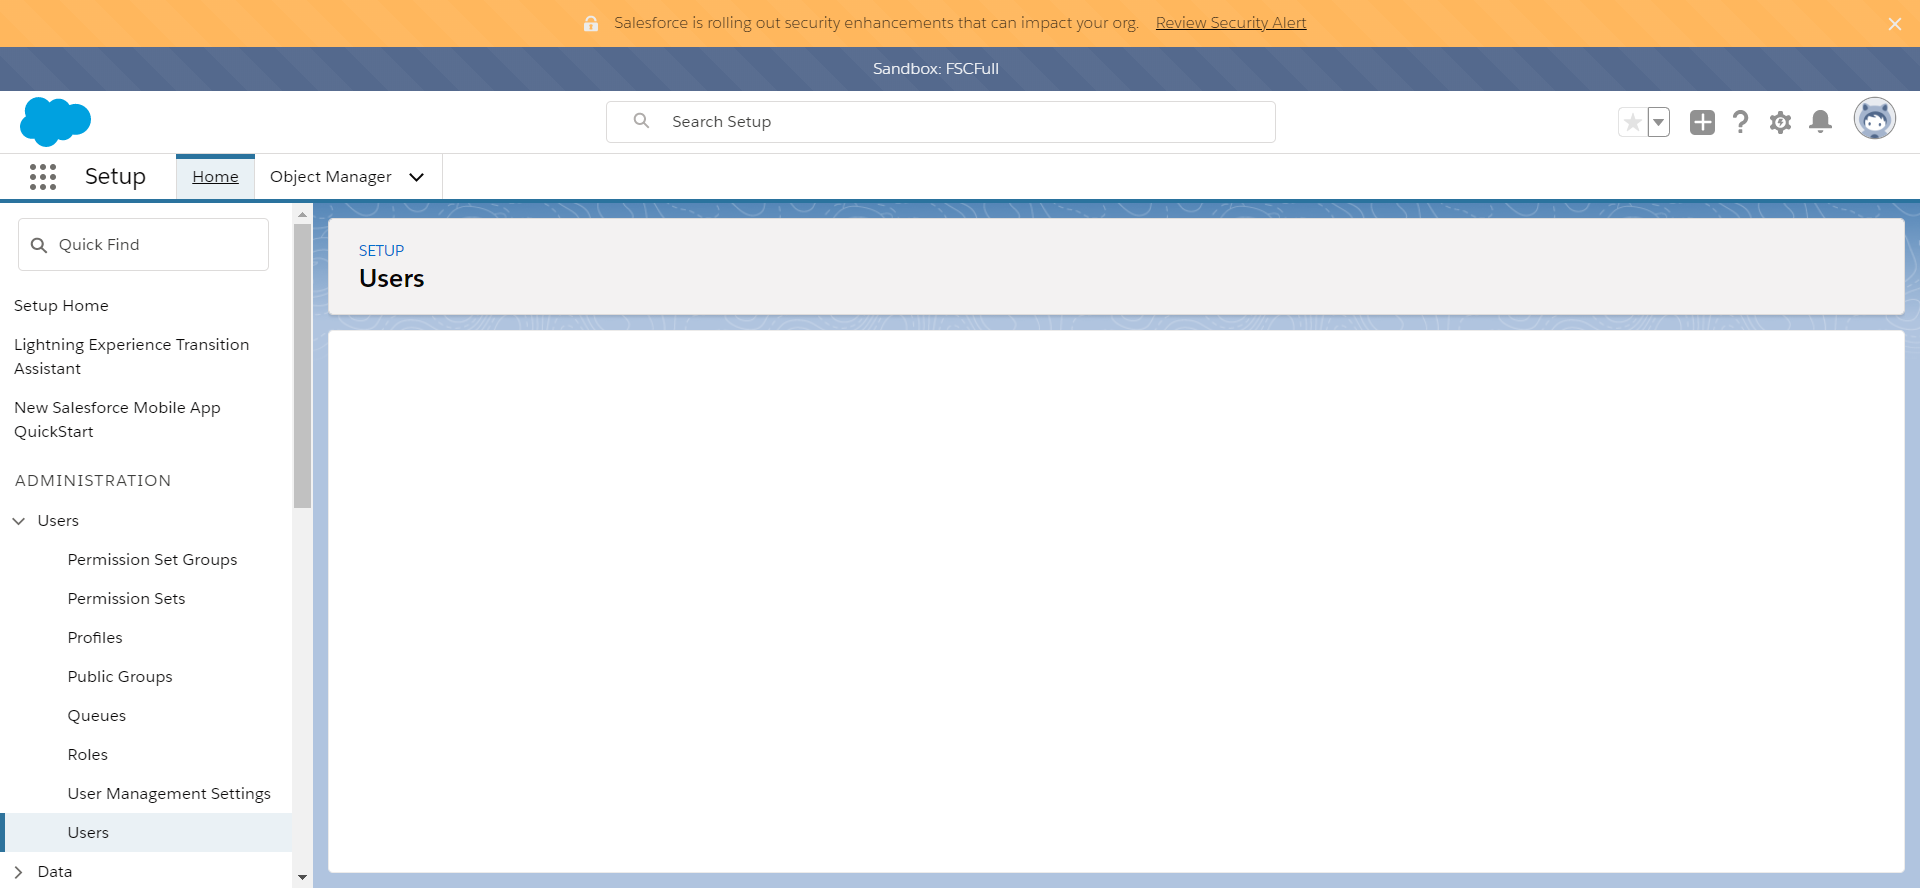 Salesforce is rolling out security enhancements that can impact your org. Review Security Alert
Sandbox: FSCFull
Search Setup
Setup
Home
Object Manager
Quick Find
Setup Home
Lightning Experience Transition
Assistant
New Salesforce Mobile App
QuickStart
ADMINISTRATION
Users
Permission Set Groups
Permission Sets
Profiles
Public Groups
Queues
Roles
User Management Settings
Users
Data
SETUP
Users